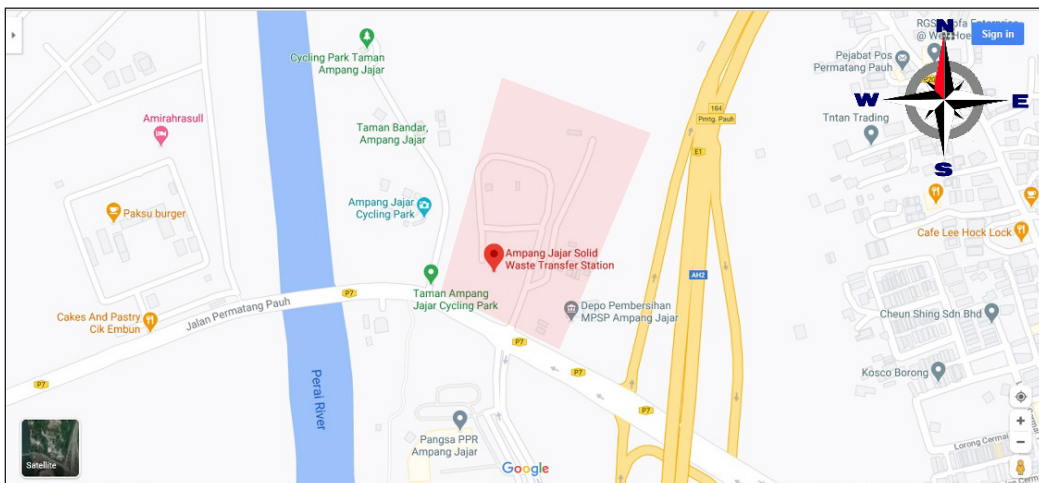 RGS
@ We
Hoe
N
Sign in
Cycling Park Taman
Ampang Jajar
Pejabat Pos
Permatang Pauh
W
E
S
164
Pmtg. Pauh
Tntan Trading
Amirahrasull
Taman Bandar,
Ampang Jajar
E1
Paksu burger
Ampang Jajar
Cycling Park
Cafe Lee Hock Lock
Ampang Jajar Solid
Waste Transfer Station
AH2
P7
Taman Ampang
Jajar Cycling Park
Depo Pembersihan
MPSP Ampang Jajar
Jalan Permatang Pauh
Cakes And Pastry
Cik Embun
Cheun Shing Sdn Bhd
P7
P7
P7
P7
Kosco Borong
Perai River
Pangsa PPR
Ampang Jajar
Lorong Cermai
Satellite
Google